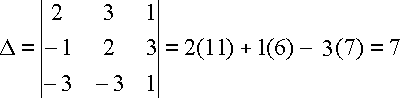 Δ = | 2 3 1 |
| −1 2 3 | = 2(11) + 1(6) − 3(7) = 7
| −3 −3 1 |